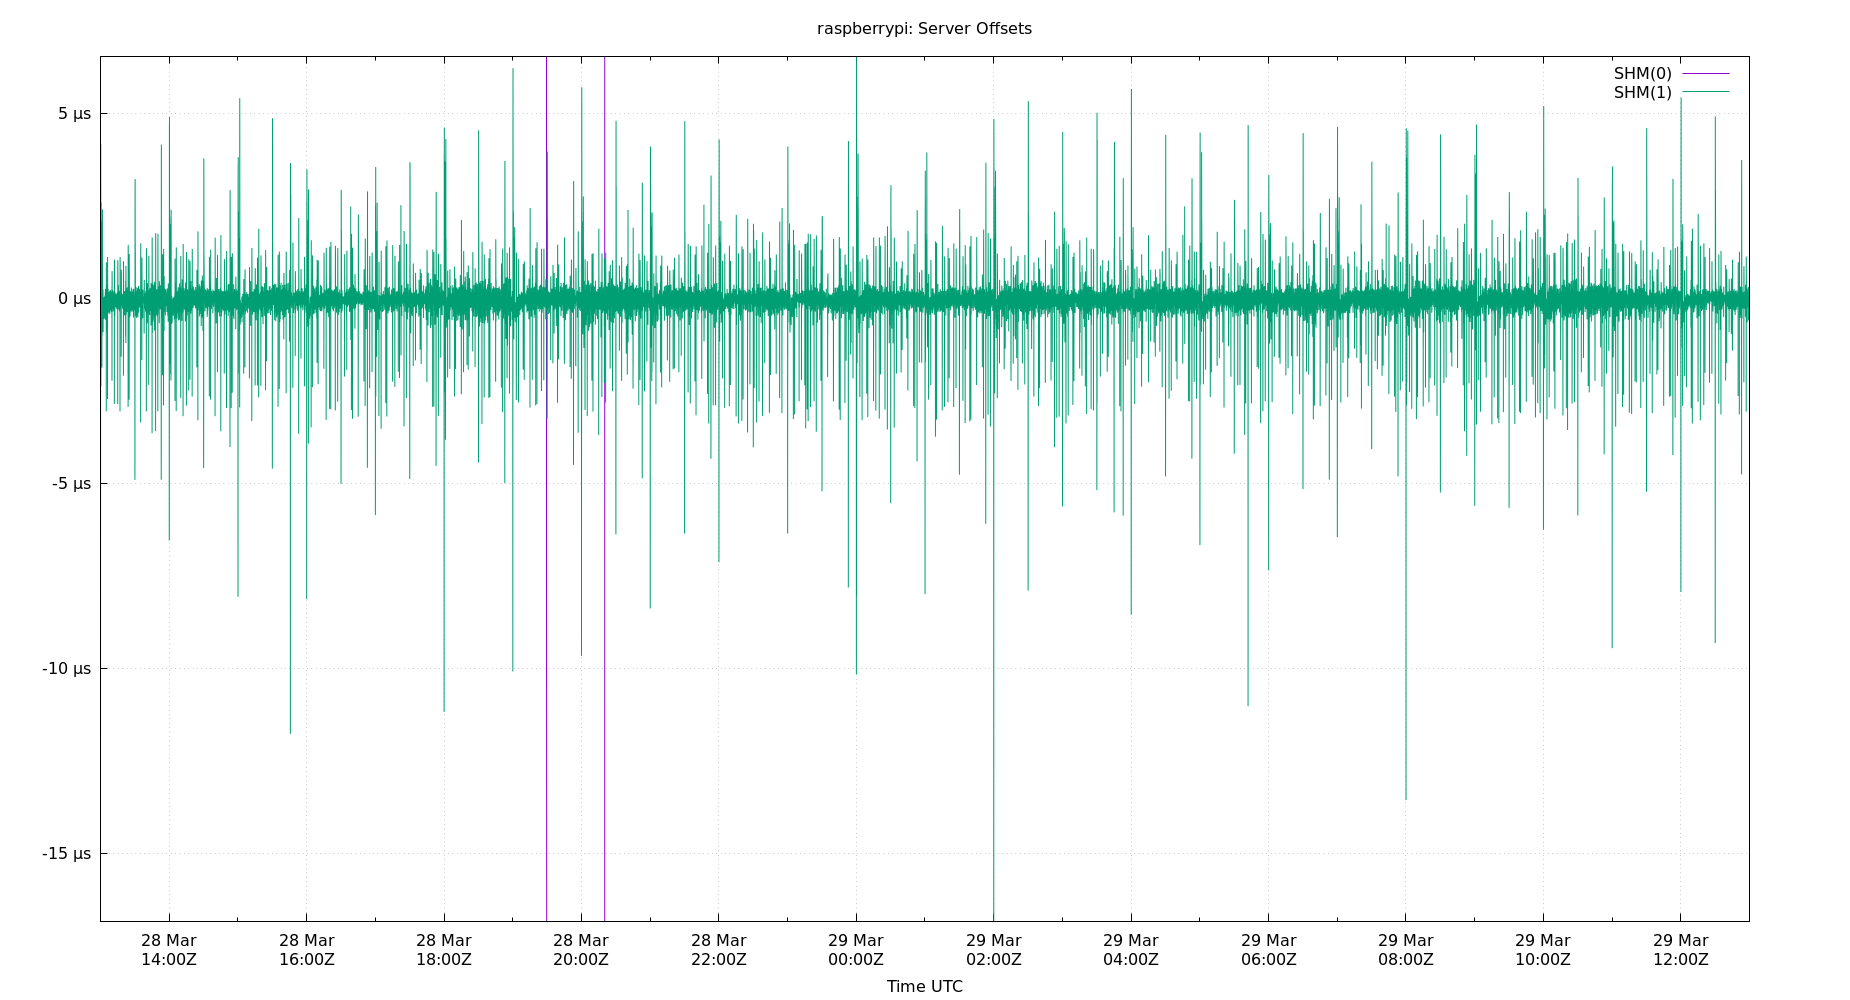 raspberrypi: Server Offsets
SHM(0)
SHM(1)
5 µs
0 µs
-5 µs
-10 µs
-15 µs
28 Mar 28 Mar 28 Mar 28 Mar 28 Mar 29 Mar 29 Mar 29 Mar 29 Mar 29 Mar 29 Mar 29 Mar
14:00Z 16:00Z 18:00Z 20:00Z 22:00Z 00:00Z 02:00Z 04:00Z 06:00Z 08:00Z 10:00Z 12:00Z
Time UTC